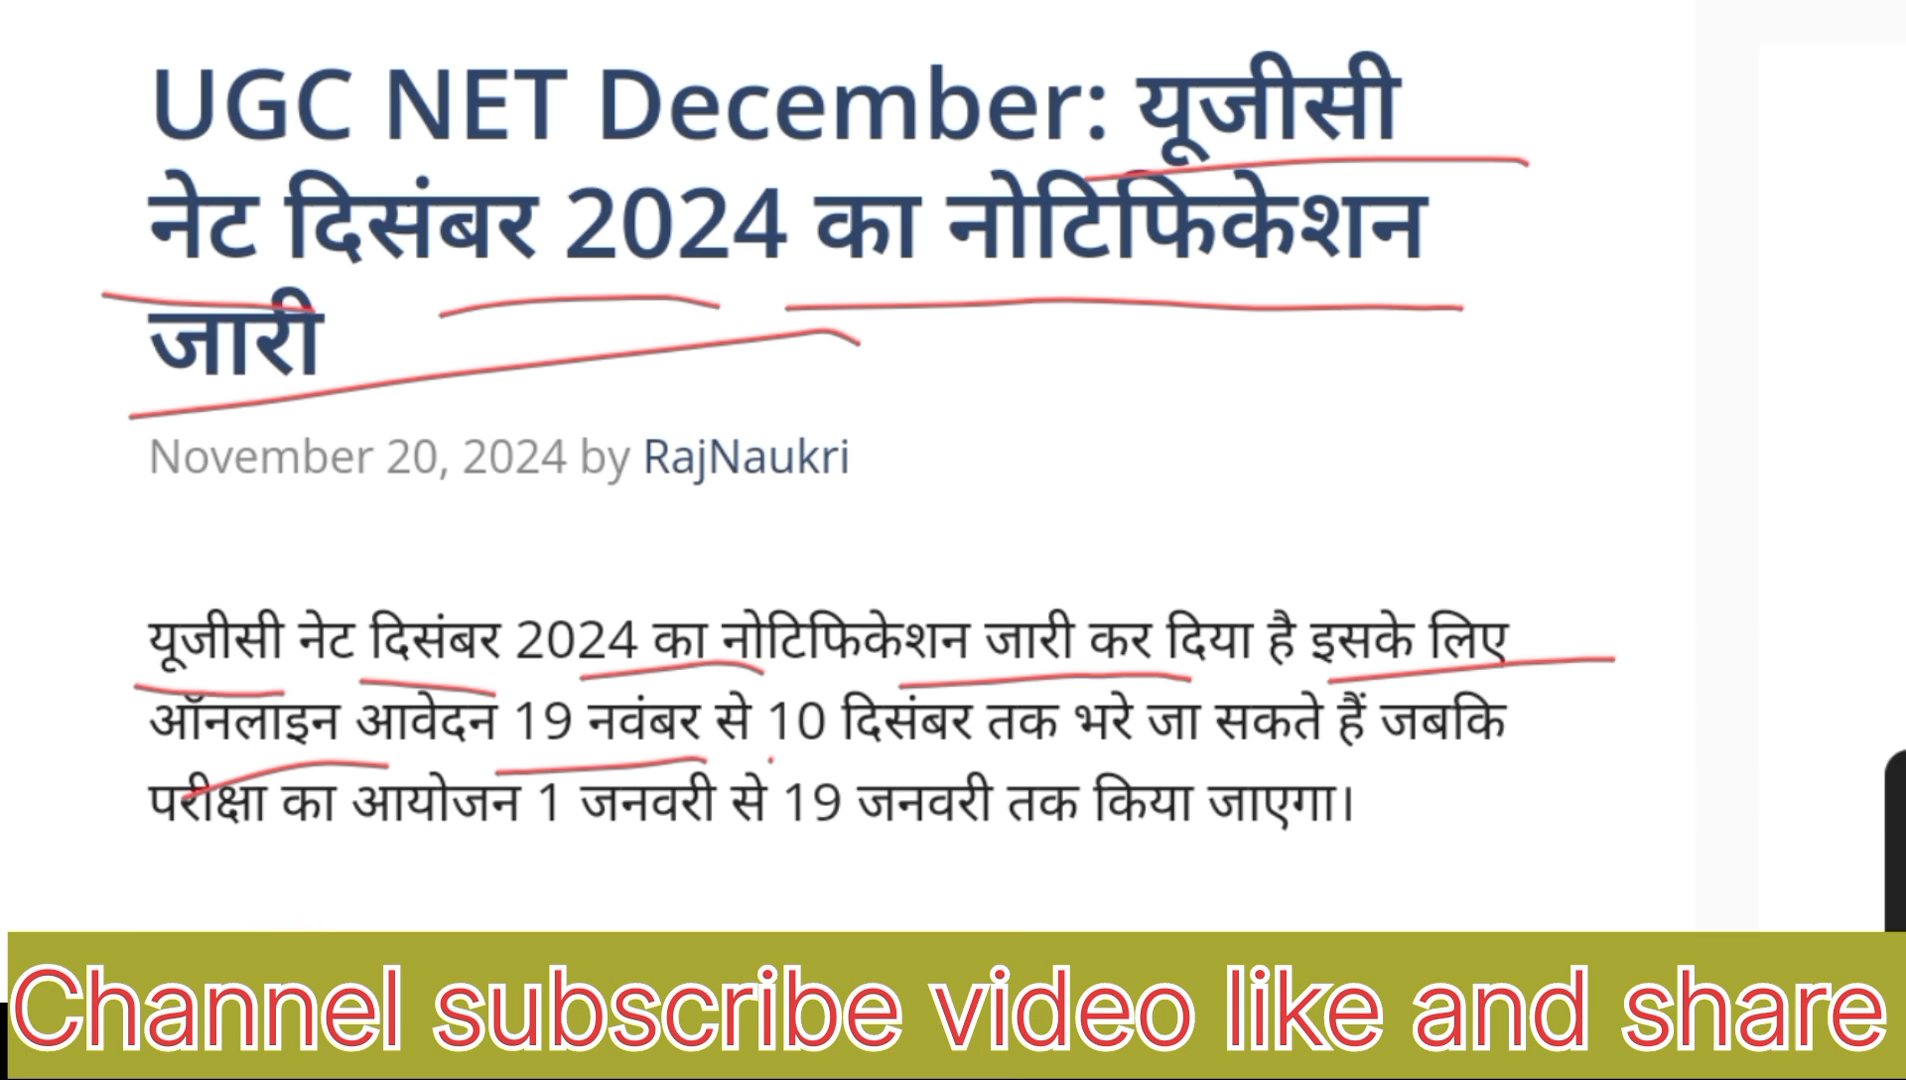 UGC NET December: यूजीसी
नेट दिसंबर 2024 का नोटिफिकेशन
जारी
November 20, 2024 by RajNaukri
यूजीसी नेट दिसंबर 2024 का नोटिफिकेशन जारी कर दिया है इसके लिए
ऑनलाइन आवेदन 19 नवंबर से 10 दिसंबर तक भरे जा सकते हैं जबकि
परीक्षा का आयोजन 1 जनवरी से 19 जनवरी तक किया जाएगा।
Channel subscribe video like and share